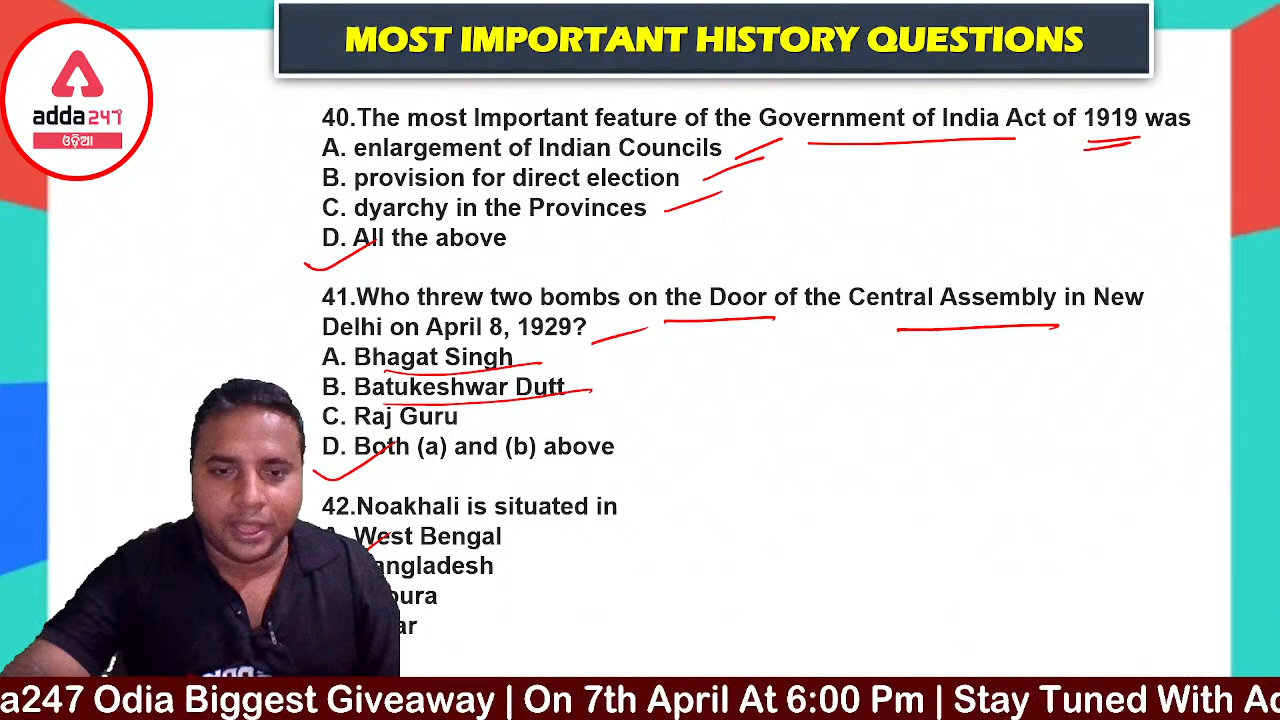 MOST IMPORTANT HISTORY QUESTIONS
adda247
ଓଡ଼ିଆ
40.The most Important feature of the Government of India Act of 1919 was
A. enlargement of Indian Councils
B. provision for direct election
C. dyarchy in the Provinces
D. All the above
41.Who threw two bombs on the Door of the Central Assembly in New
Delhi on April 8, 1929?
A. Bhagat Singh
B. Batukeshwar Dutt
C. Raj Guru
D. Both (a) and (b) above
42.Noakhali is situated in
West Bengal
a247 Odia Biggest Giveaway | On 7th April At 6:00 Pm | Stay Tuned With